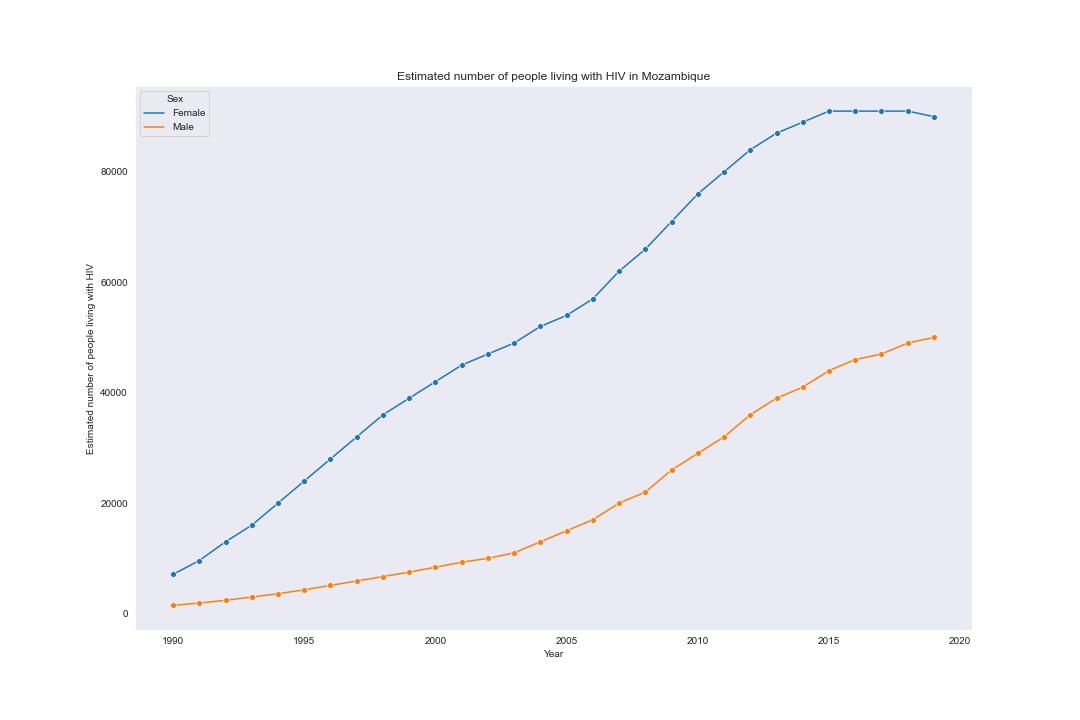 Estimated number of people living with HIV in Mozambique
Sex
Female
Male
80000
60000
40000
20000
0
Estimated number of people living with HIV
1990
1995
2000
2005
2010
2015
2020
Year